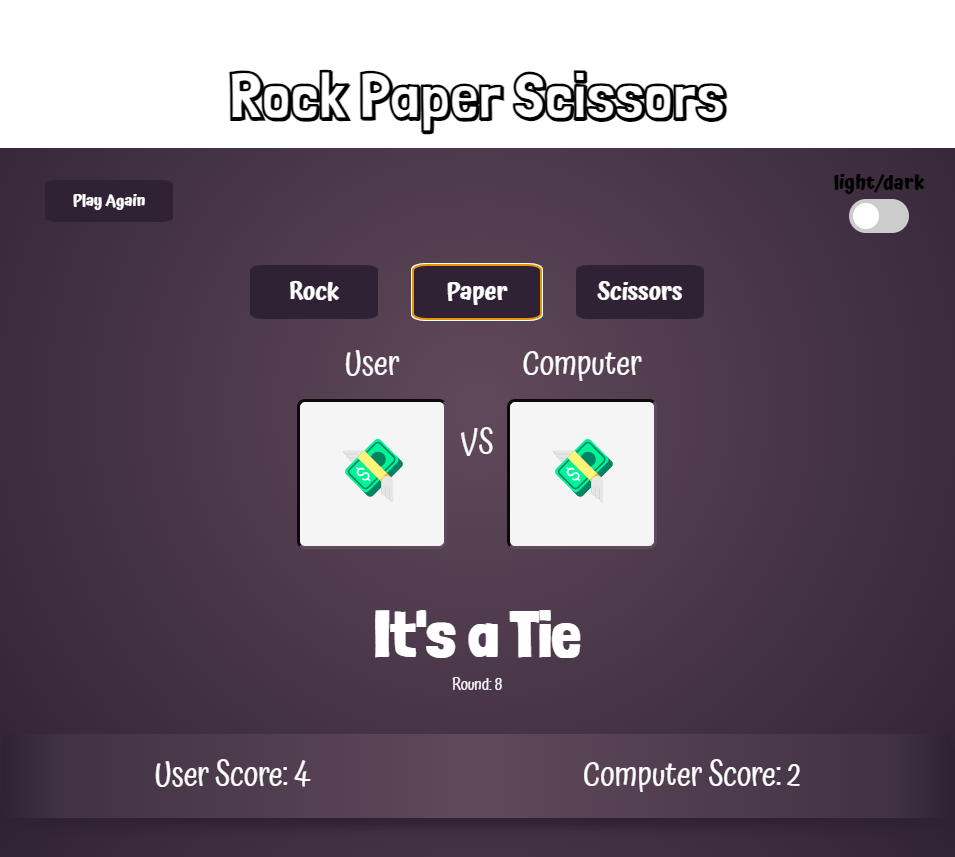 Rock Paper Scissors
Play Again
light/dark
Rock
Paper
Scissors
User
Computer
VS
$
$
It's a Tie
Round: 8
User Score: 4
Computer Score: 2